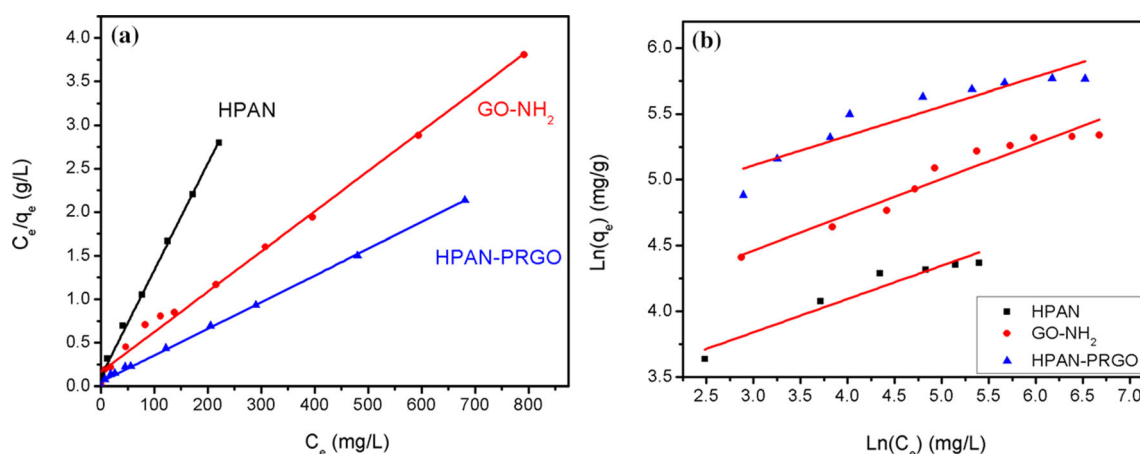 (a)
HPAN
GO-NH₂
HPAN-PRGO
Cₑ/qₑ (g/L)
4.0
3.5
3.0
2.5
2.0
1.5
1.0
0.5
0.0
0 100 200 300 400 500 600 700 800
Cₑ (mg/L)
(b)
Ln(qₑ) (mg/g)
6.0
5.5
5.0
4.5
4.0
3.5
HPAN
GO-NH₂
HPAN-PRGO
2.5 3.0 3.5 4.0 4.5 5.0 5.5 6.0 6.5 7.0
Ln(Cₑ) (mg/L)